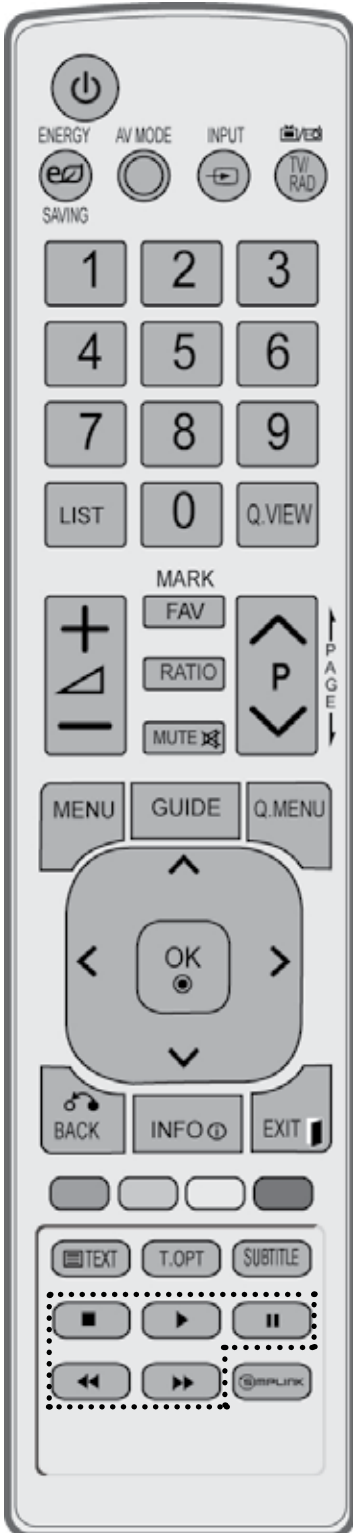 ENERGY AV MODE INPUT
TV/
RAD
SAVING
1 2 3
4 5 6
7 8 9
LIST 0 Q.VIEW
MARK
FAV
RATIO
P
PAGE
MUTE
MENU GUIDE Q.MENU
OK
BACK INFO EXIT
TEXT T.OPT SUBTITLE
SIMPLINK